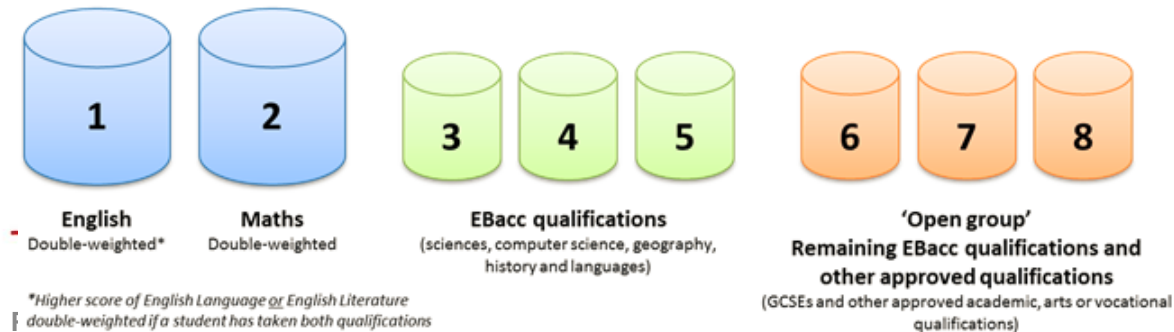 1
2
3
4
5
6
7
8
English
Double-weighted*
Maths
Double-weighted
EBacc qualifications
(sciences, computer science, geography,
history and languages)
‘Open group’
Remaining EBacc qualifications and
other approved qualifications
(GCSEs and other approved academic, arts or vocational
qualifications)
*Higher score of English Language or English Literature
double-weighted if a student has taken both qualifications